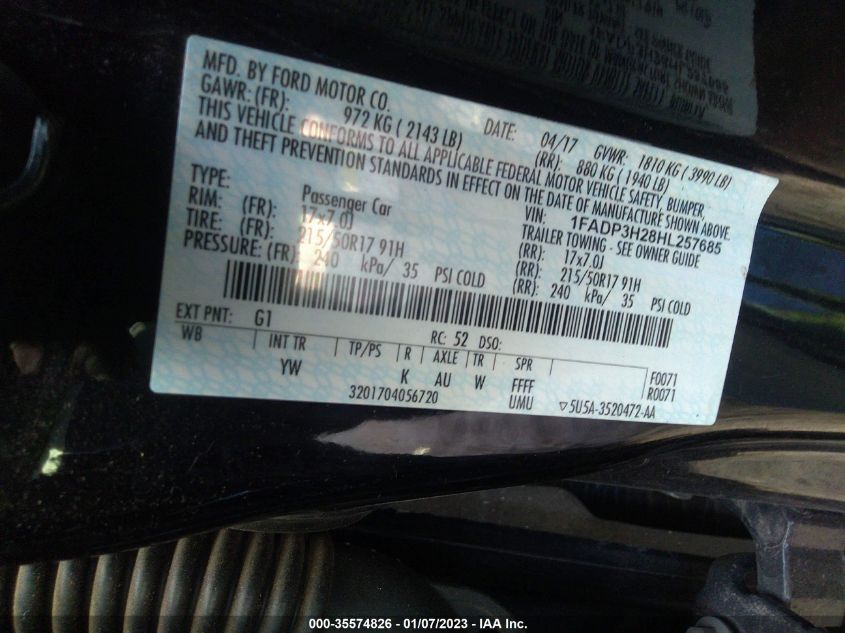 MFD. BY FORD MOTOR CO. DATE: 04/17 GVWR: 1810 KG ( 3990 LB)
GAWR: (FR): 972 KG ( 2143 LB) (RR): 880 KG ( 1940 LB)
THIS VEHICLE CONFORMS TO ALL APPLICABLE FEDERAL MOTOR VEHICLE SAFETY, BUMPER,
AND THEFT PREVENTION STANDARDS IN EFFECT ON THE DATE OF MANUFACTURE SHOWN ABOVE.
VIN: 1FADP3H28HL257685
TYPE: Passenger Car TRAILER TOWING - SEE OWNER GUIDE
RIM: (FR): 17x7.0J (RR): 17x7.0J
TIRE: (FR): 215/50R17 91H (RR): 215/50R17 91H
PRESSURE: (FR): 240 kPa/ 35 PSI COLD (RR): 240 kPa/ 35 PSI COLD
EXT PNT: G1 RC: 52 DSO:
WB INT TR TP/PS R AXLE TR SPR F0071
YW K AU W FFFF R0071
3201704056720 UMU ▽5U5A-3520472-AA
000-35574826 - 01/07/2023 - IAA Inc.